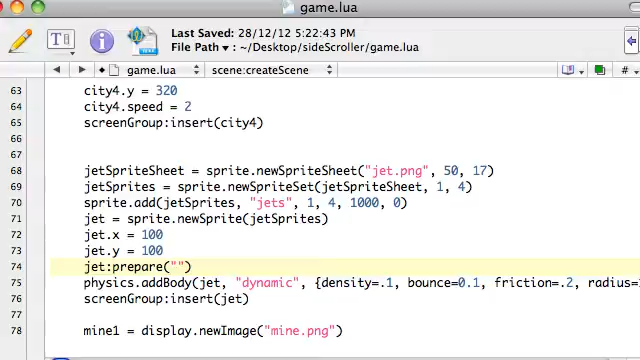 game.lua
Last Saved: 28/12/12 5:22:43 PM
File Path ▾: ~/Desktop/sideScroller/game.lua
T
i
game.lua scene:createScene #
63 city4.y = 320
64 city4.speed = 2
65 screenGroup:insert(city4)
66
67
68 jetSpriteSheet = sprite.newSpriteSheet("jet.png", 50, 17)
69 jetSprites = sprite.newSpriteSet(jetSpriteSheet, 1, 4)
70 sprite.add(jetSprites, "jets", 1, 4, 1000, 0)
71 jet = sprite.newSprite(jetSprites)
72 jet.x = 100
73 jet.y = 100
74 jet:prepare("")
75 physics.addBody(jet, "dynamic", {density=.1, bounce=0.1, friction=.2, radius=
76 screenGroup:insert(jet)
77
78 mine1 = display.newImage("mine.png")